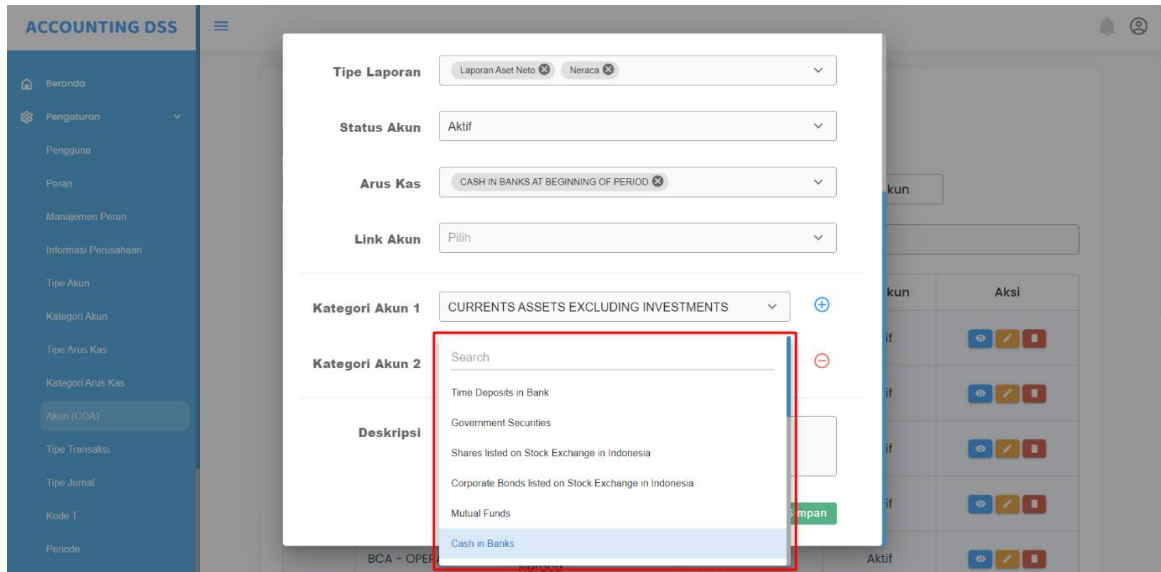 ACCOUNTING DSS
Beranda
Pengaturan
Pengguna
Peran
Manajemen Peran
Informasi Perusahaan
Tipe Akun
Kategori Akun
Tipe Arus Kas
Kategori Arus Kas
Akun (COA)
Tipe Transaksi
Tipe Jurnal
Kode T
Periode
Tipe Laporan Laporan Aset Neto Neraca
Status Akun Aktif
Arus Kas CASH IN BANKS AT BEGINNING OF PERIOD
Link Akun Pilih
Kategori Akun 1 CURRENTS ASSETS EXCLUDING INVESTMENTS
Kategori Akun 2 Search
Time Deposits in Bank
Government Securities
Deskripsi
Shares listed on Stock Exchange in Indonesia
Corporate Bonds listed on Stock Exchange in Indonesia
Mutual Funds
Cash in Banks
mpan
kun
kun Aksi
if
if
if
if
BCA - OPER
Aktif